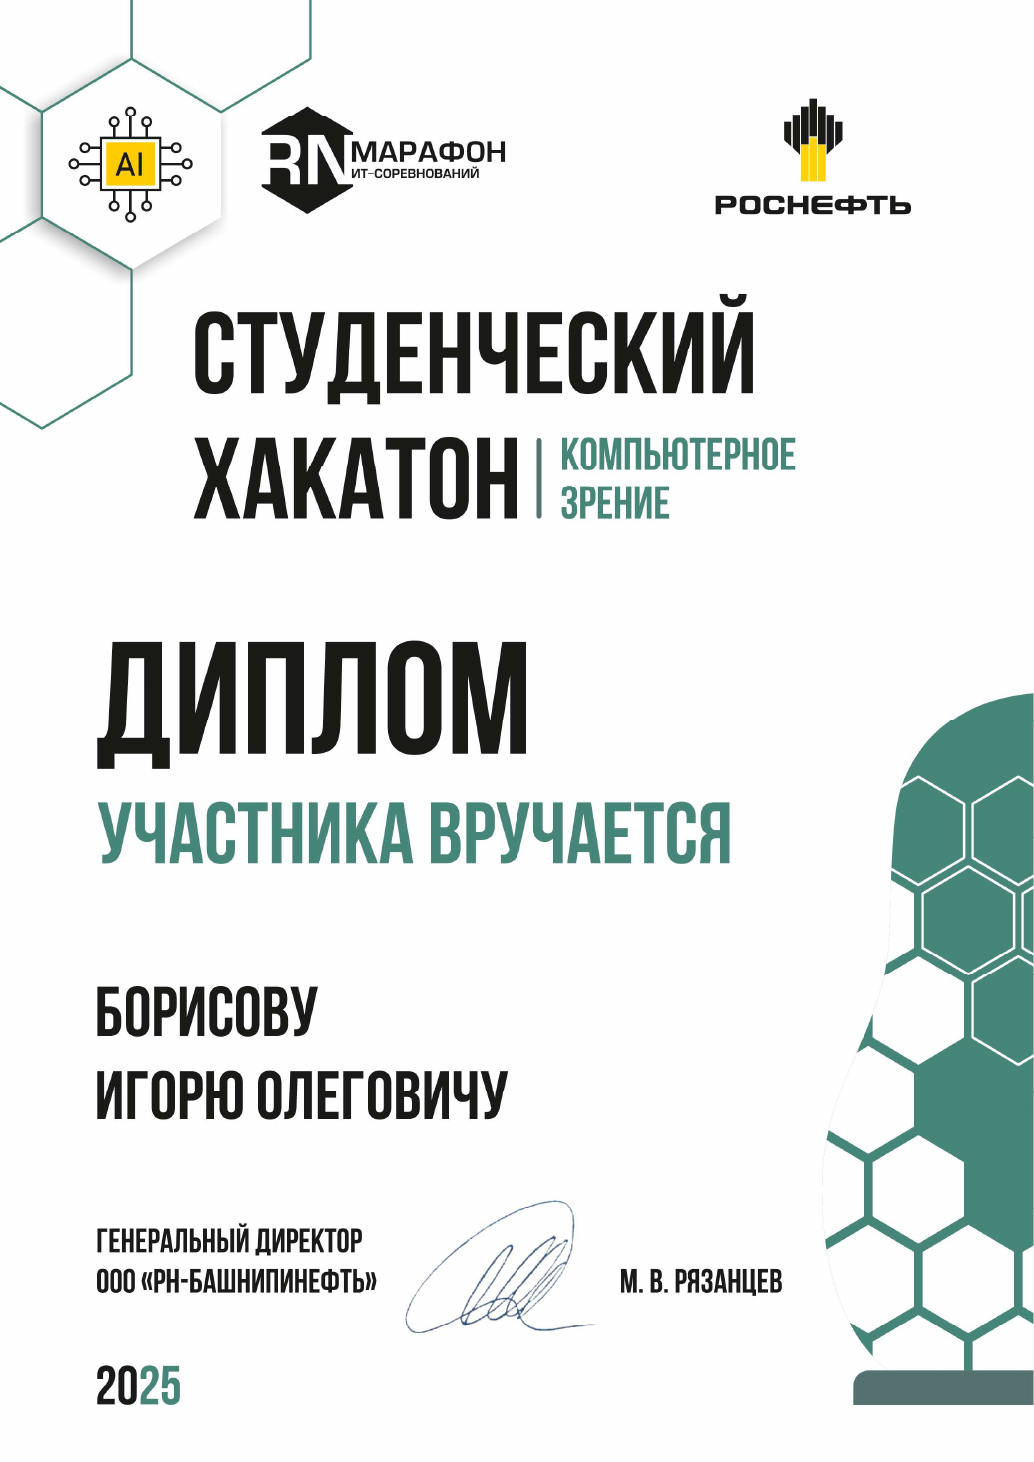 AI
RN МАРАФОН
ИТ-СОРЕВНОВАНИЙ
РОСНЕФТЬ
СТУДЕНЧЕСКИЙ
ХАКАТОН
КОМПЬЮТЕРНОЕ
ЗРЕНИЕ
ДИПЛОМ
УЧАСТНИКА ВРУЧАЕТСЯ
БОРИСОВУ
ИГОРЮ ОЛЕГОВИЧУ
ГЕНЕРАЛЬНЫЙ ДИРЕКТОР
ООО «РН-БАШНИПИНЕФТЬ»
М. В. РЯЗАНЦЕВ
2025